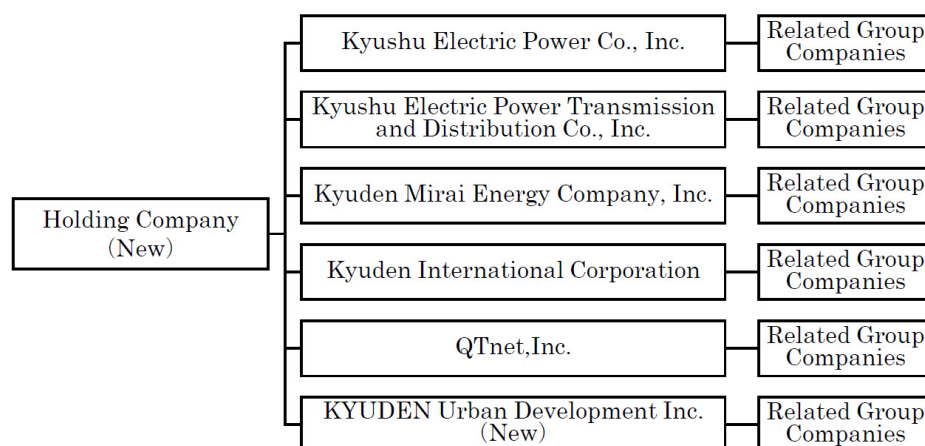 Kyushu Electric Power Co., Inc.
Related Group
Companies
Kyushu Electric Power Transmission
and Distribution Co., Inc.
Related Group
Companies
Kyuden Mirai Energy Company, Inc.
Related Group
Companies
Holding Company
(New)
Kyuden International Corporation
Related Group
Companies
QTnet,Inc.
Related Group
Companies
KYUDEN Urban Development Inc.
(New)
Related Group
Companies